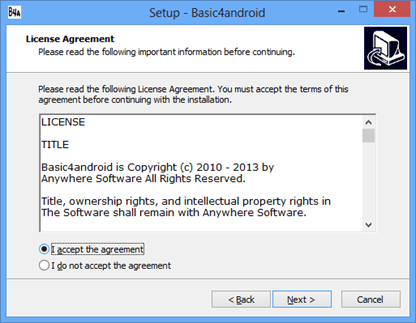 B4A
Setup - Basic4android
License Agreement
Please read the following important information before continuing.
Please read the following License Agreement. You must accept the terms of this
agreement before continuing with the installation.
LICENSE
TITLE
Basic4android is Copyright (c) 2010 - 2013 by
Anywhere Software All Rights Reserved.
Title, ownership rights, and intellectual property rights in
The Software shall remain with Anywhere Software.
I accept the agreement
I do not accept the agreement
< Back Next > Cancel